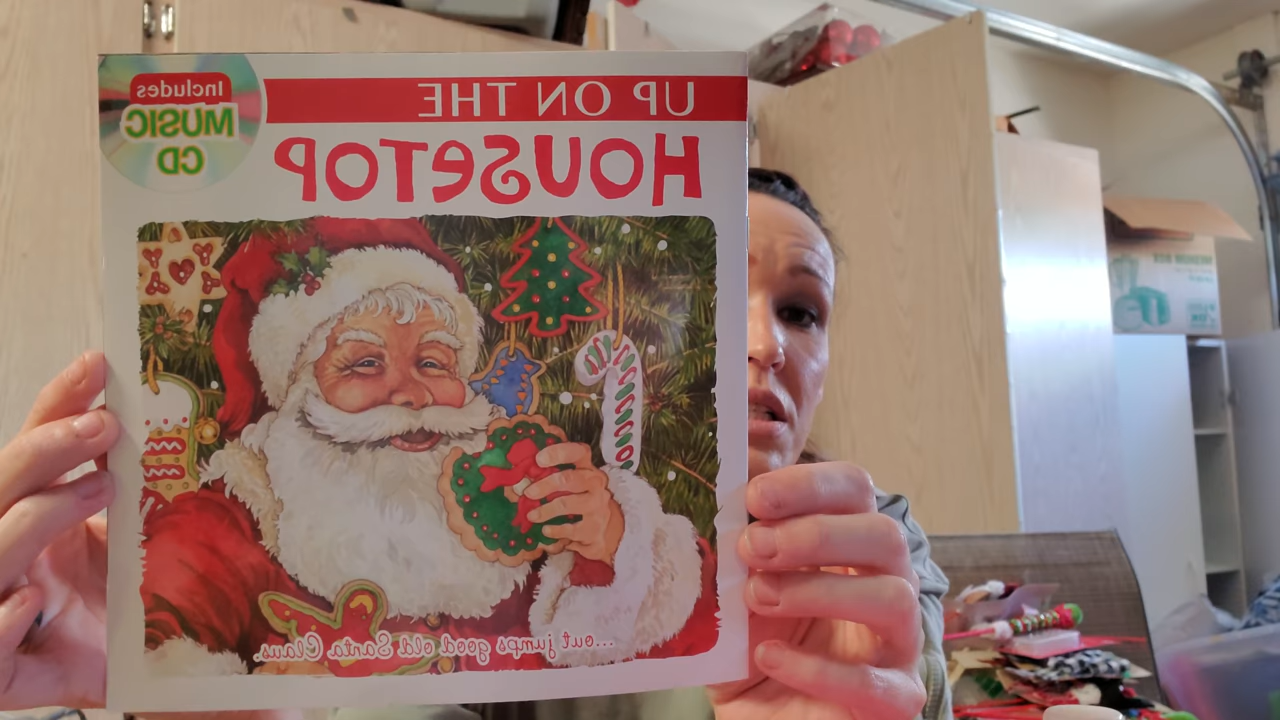 UP ON THE
HOUSETOP
Includes
MUSIC
CD
...out jumps good old Santa Claus.